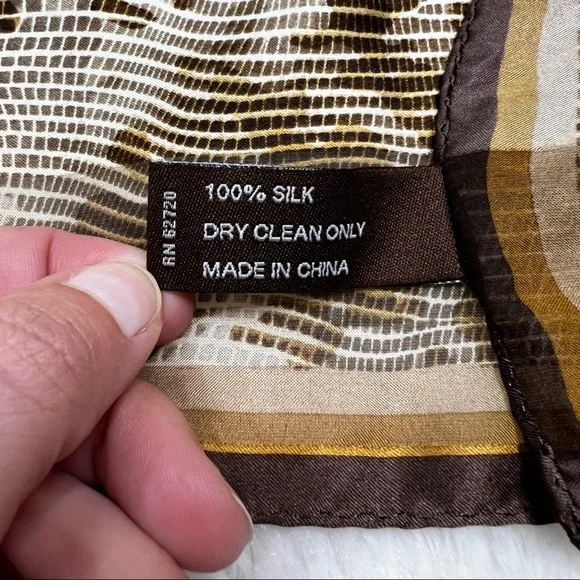 RN 62720
100% SILK
DRY CLEAN ONLY
MADE IN CHINA